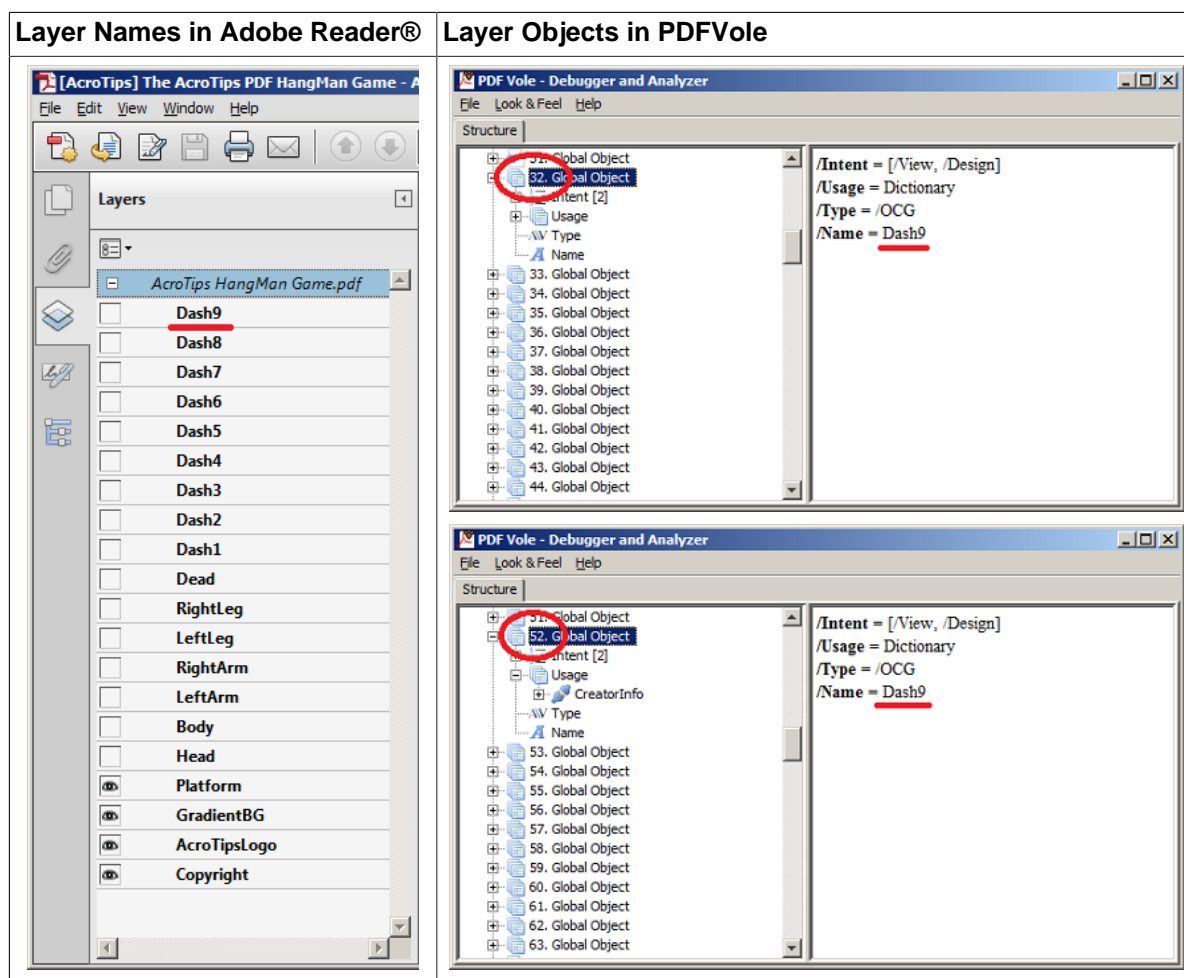 Layer Names in Adobe Reader®
Layer Objects in PDFVole
[AcroTips] The AcroTips PDF HangMan Game - A
File Edit View Window Help
Layers
AcroTips HangMan Game.pdf
Dash9
Dash8
Dash7
Dash6
Dash5
Dash4
Dash3
Dash2
Dash1
Dead
RightLeg
LeftLeg
RightArm
LeftArm
Body
Head
Platform
GradientBG
AcroTipsLogo
Copyright
PDF Vole - Debugger and Analyzer
File Look & Feel Help
Structure
31. Global Object
32. Global Object
Intent [2]
Usage
Type
Name
33. Global Object
34. Global Object
35. Global Object
36. Global Object
37. Global Object
38. Global Object
39. Global Object
40. Global Object
41. Global Object
42. Global Object
43. Global Object
44. Global Object
/Intent = [/View, /Design]
/Usage = Dictionary
/Type = /OCG
/Name = Dash9
PDF Vole - Debugger and Analyzer
File Look & Feel Help
Structure
51. Global Object
52. Global Object
Intent [2]
Usage
CreatorInfo
Type
Name
53. Global Object
54. Global Object
55. Global Object
56. Global Object
57. Global Object
58. Global Object
59. Global Object
60. Global Object
61. Global Object
62. Global Object
63. Global Object
/Intent = [/View, /Design]
/Usage = Dictionary
/Type = /OCG
/Name = Dash9